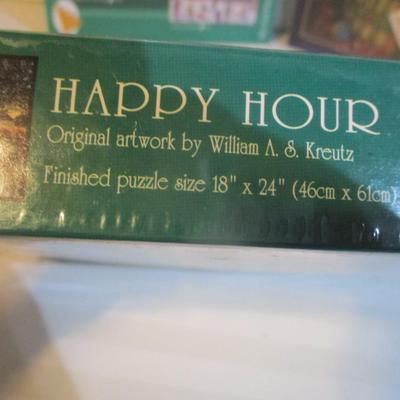 HAPPY HOUR
Original artwork by William A. S. Kreutz
Finished puzzle size 18" x 24" (46cm x 61cm)